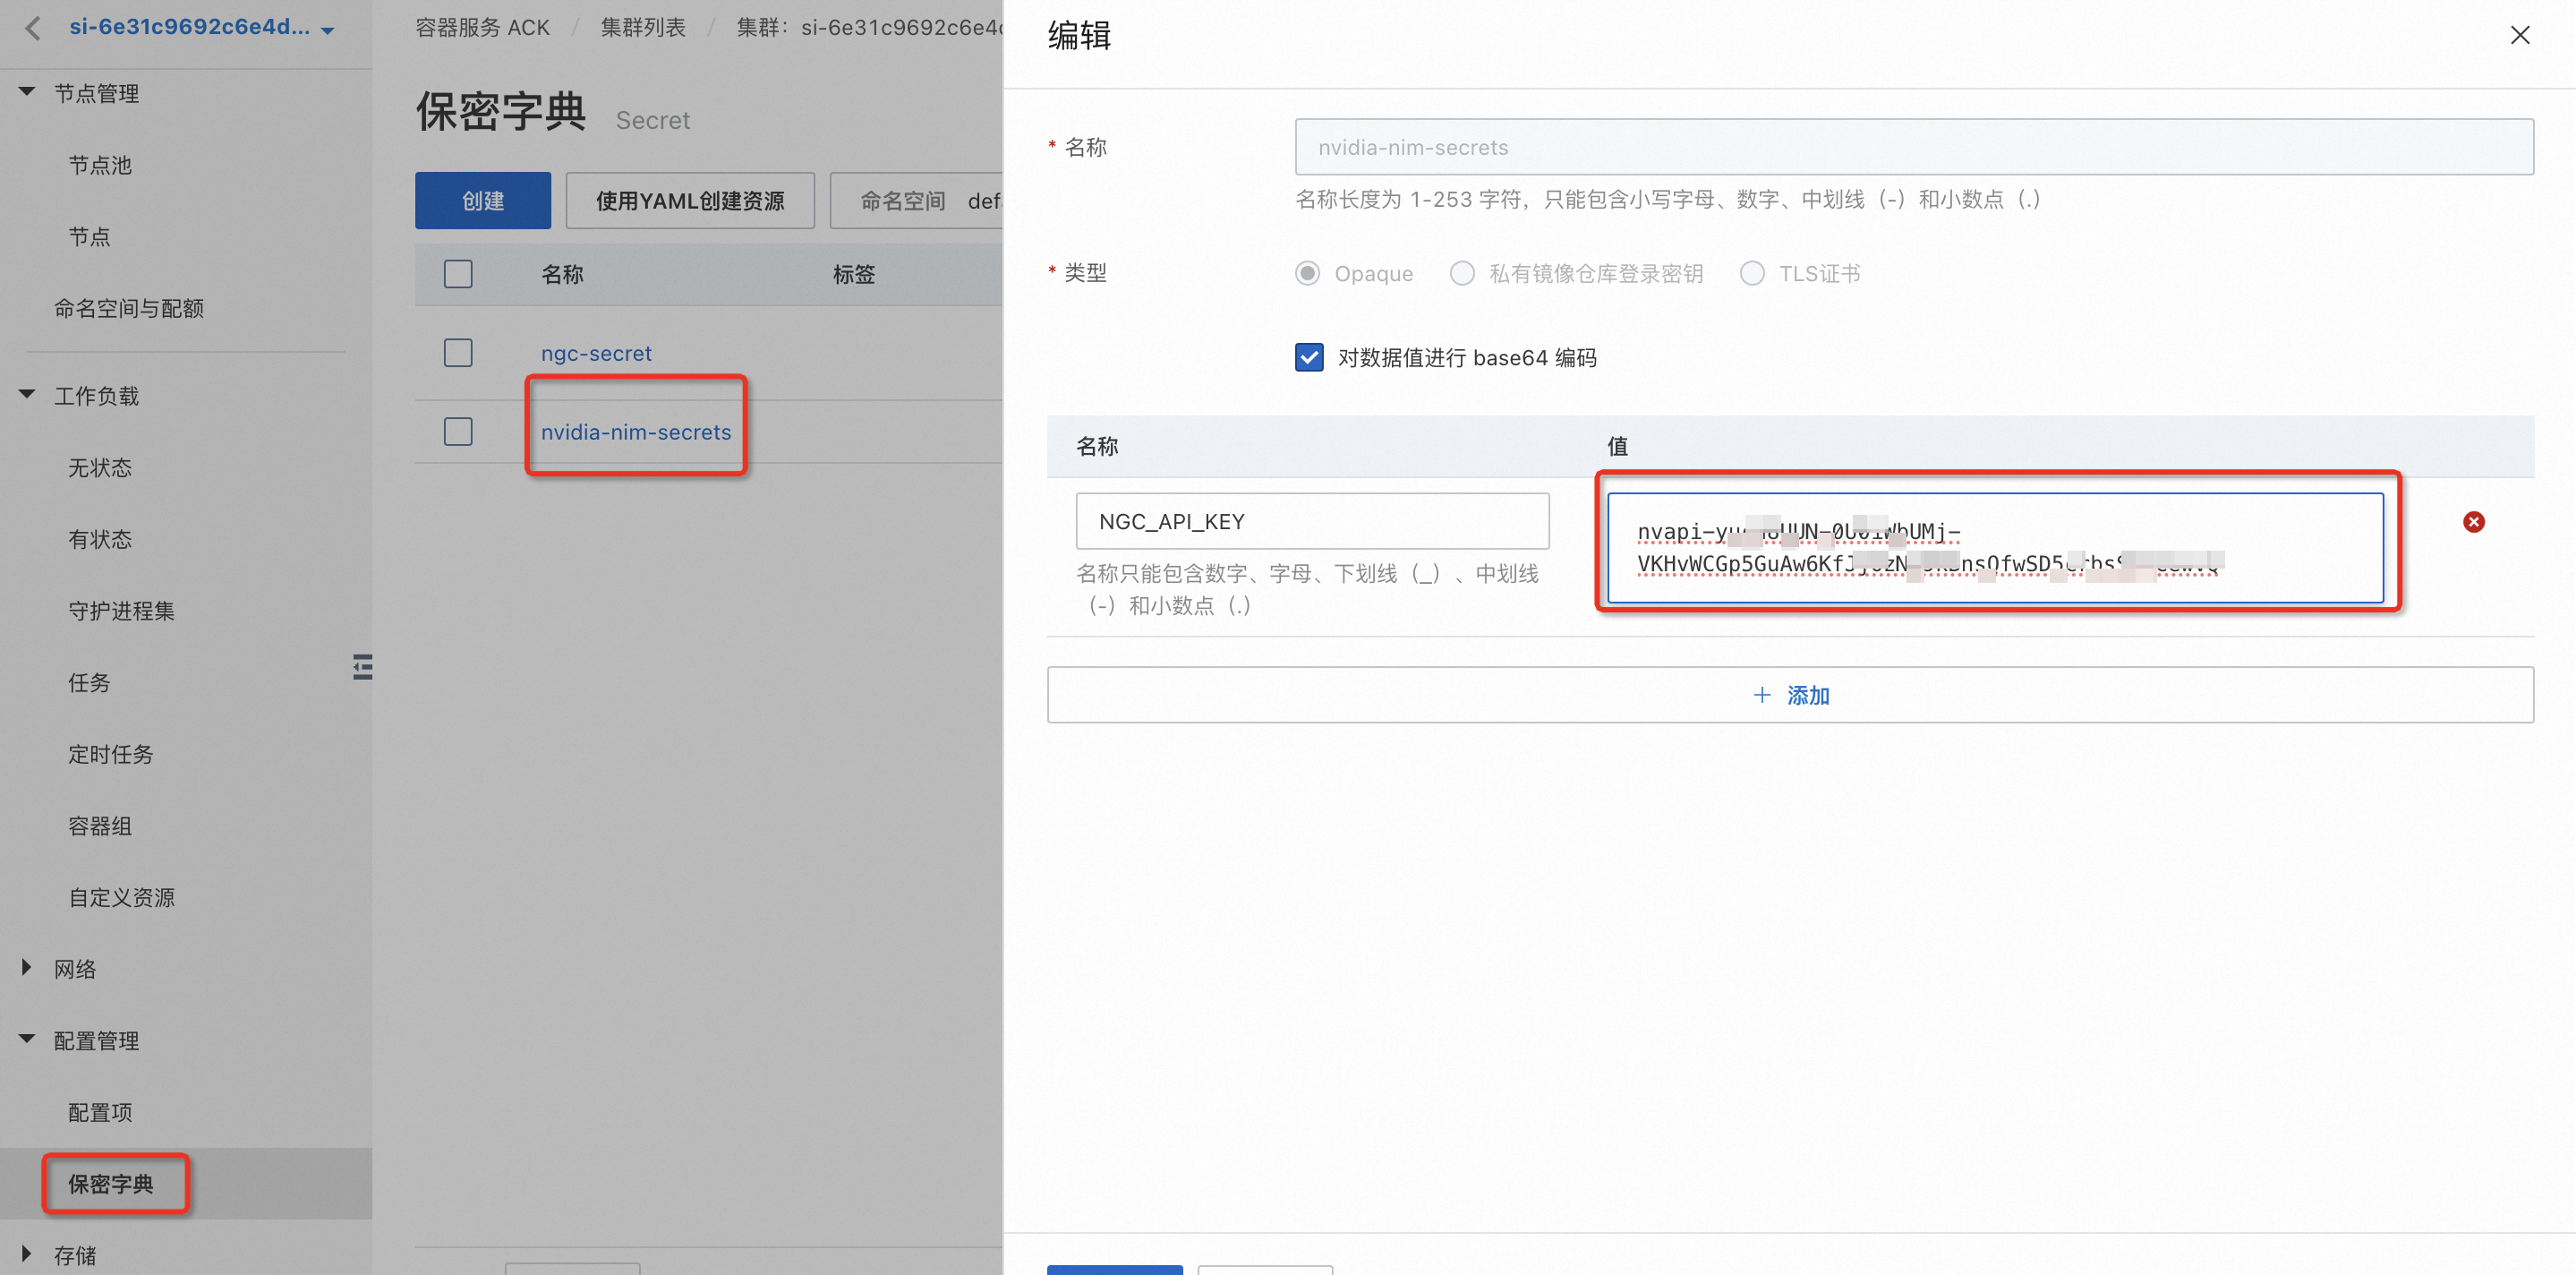 si-6e31c9692c6e4d...
节点管理
节点池
节点
命名空间与配额
工作负载
无状态
有状态
守护进程集
任务
定时任务
容器组
自定义资源
网络
配置管理
配置项
保密字典
存储
容器服务 ACK / 集群列表 / 集群：si-6e31c9692c6e4
保密字典 Secret
创建 使用YAML创建资源 命名空间 def
名称 标签
ngc-secret
nvidia-nim-secrets
编辑
* 名称 nvidia-nim-secrets
名称长度为 1-253 字符，只能包含小写字母、数字、中划线（-）和小数点（.）
* 类型 Opaque 私有镜像仓库登录密钥 TLS证书
对数据值进行 base64 编码
名称 值
NGC_API_KEY
名称只能包含数字、字母、下划线（_）、中划线
（-）和小数点（.）
添加